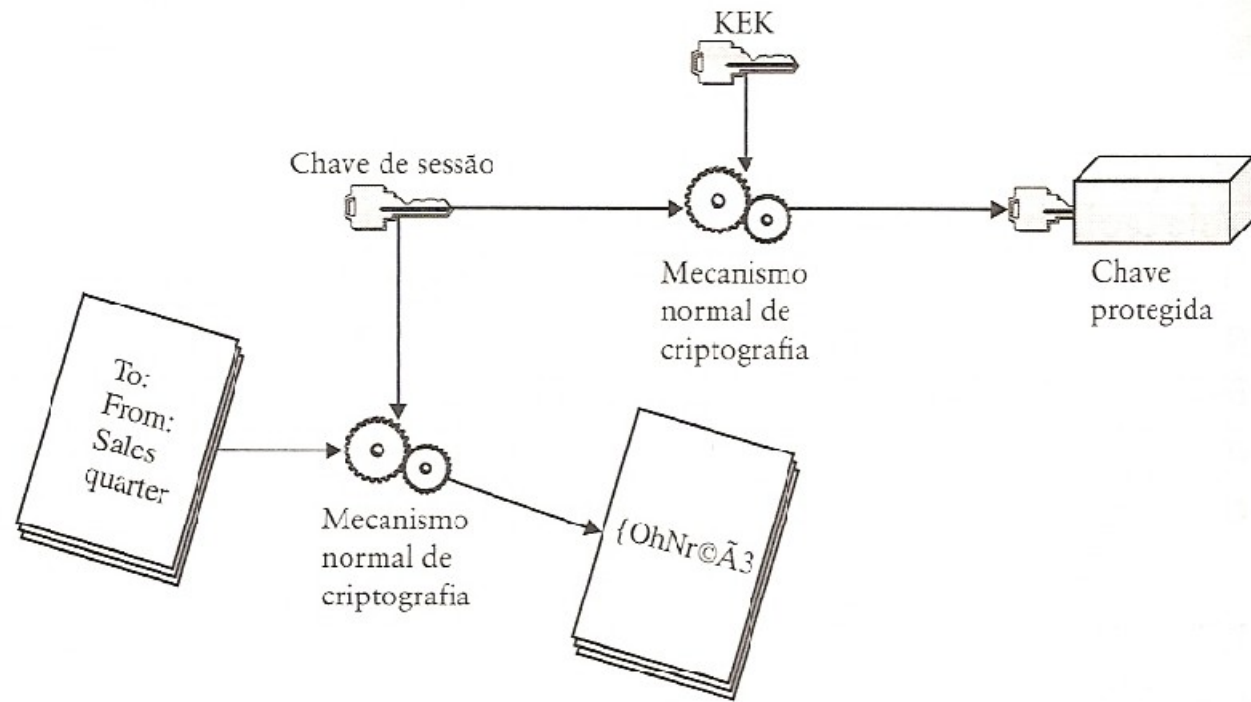 KEK
Chave de sessão
Mecanismo
normal de
criptografia
Chave
protegida
To:
From:
Sales
quarter
Mecanismo
normal de
criptografia
{OhNr©Ã3